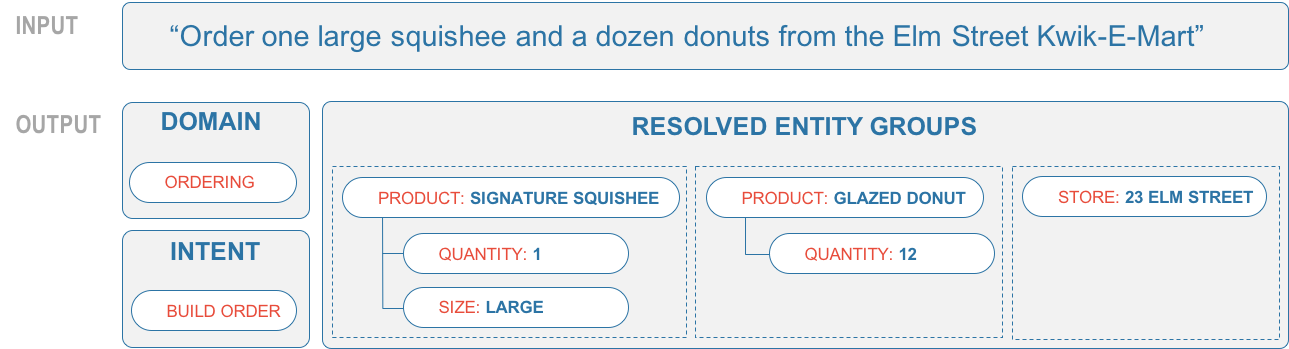 INPUT
“Order one large squishee and a dozen donuts from the Elm Street Kwik-E-Mart”
OUTPUT
DOMAIN
ORDERING
INTENT
BUILD ORDER
RESOLVED ENTITY GROUPS
PRODUCT: SIGNATURE SQUISHEE
QUANTITY: 1
SIZE: LARGE
PRODUCT: GLAZED DONUT
QUANTITY: 12
STORE: 23 ELM STREET